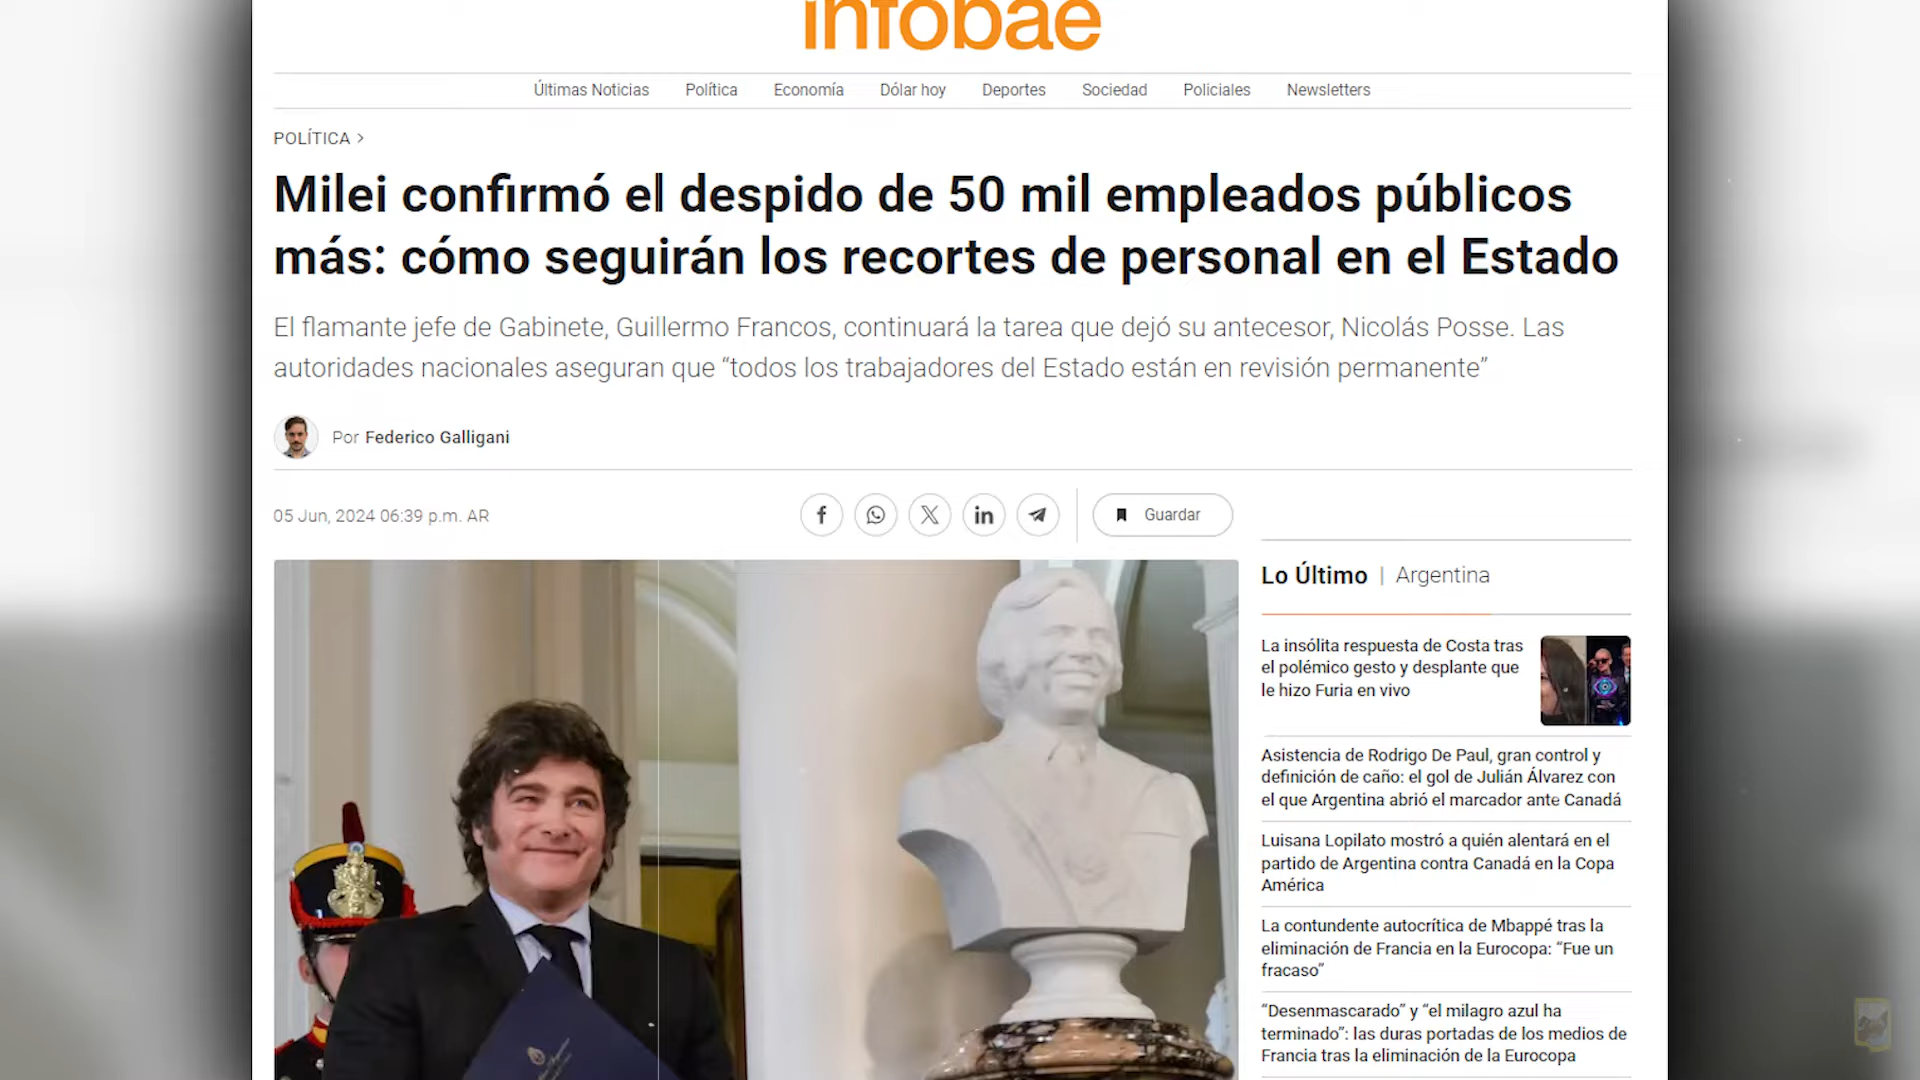 infobae
Últimas Noticias Política Economía Dólar hoy Deportes Sociedad Policiales Newsletters
POLÍTICA >
Milei confirmó el despido de 50 mil empleados públicos
más: cómo seguirán los recortes de personal en el Estado
El flamante jefe de Gabinete, Guillermo Francos, continuará la tarea que dejó su antecesor, Nicolás Posse. Las
autoridades nacionales aseguran que “todos los trabajadores del Estado están en revisión permanente”
Por Federico Galligani
05 Jun, 2024 06:39 p.m. AR
Guardar
Lo Último | Argentina
La insólita respuesta de Costa tras
el polémico gesto y desplante que
le hizo Furia en vivo
Asistencia de Rodrigo De Paul, gran control y
definición de caño: el gol de Julián Álvarez con
el que Argentina abrió el marcador ante Canadá
Luisana Lopilato mostró a quién alentará en el
partido de Argentina contra Canadá en la Copa
América
La contundente autocrítica de Mbappé tras la
eliminación de Francia en la Eurocopa: “Fue un
fracaso”
“Desenmascarado” y “el milagro azul ha
terminado”: las duras portadas de los medios de
Francia tras la eliminación de la Eurocopa